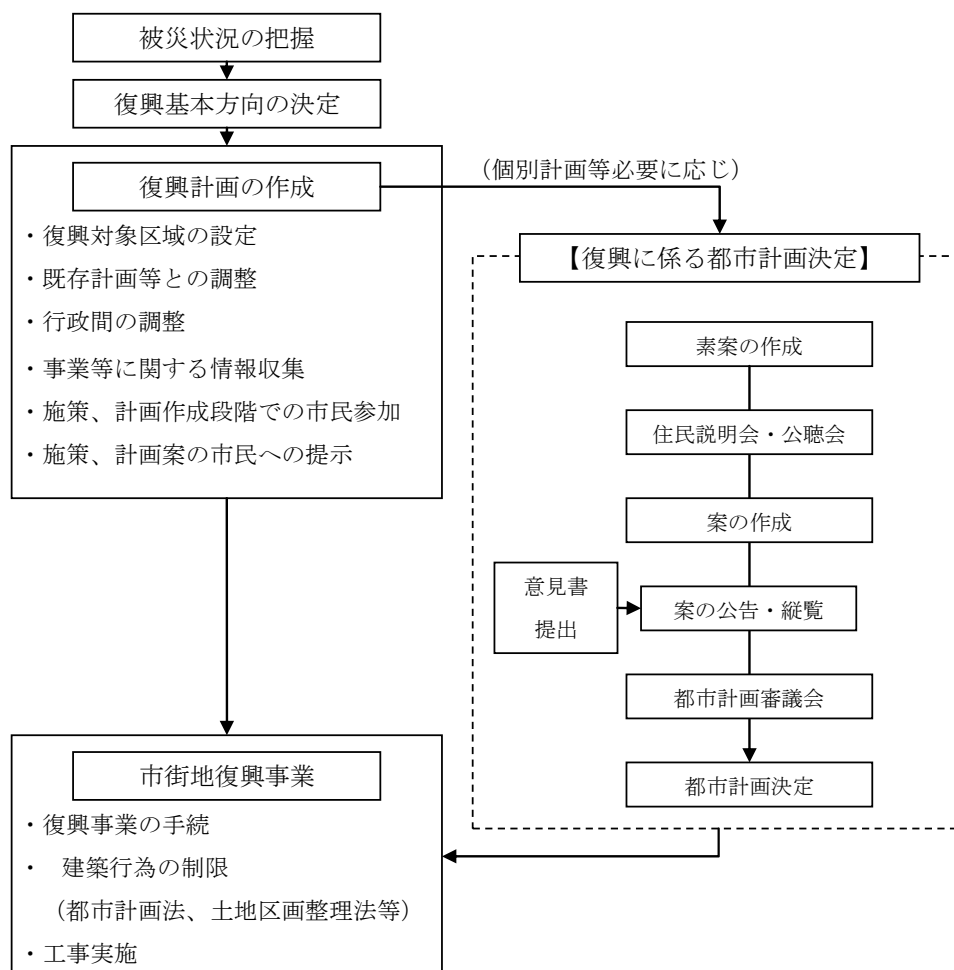 被災状況の把握
復興基本方向の決定
復興計画の作成
・復興対象区域の設定
・既存計画等との調整
・行政間の調整
・事業等に関する情報収集
・施策、計画作成段階での市民参加
・施策、計画案の市民への提示
（個別計画等必要に応じ）
【復興に係る都市計画決定】
素案の作成
住民説明会・公聴会
案の作成
意見書
提出
案の公告・縦覧
都市計画審議会
都市計画決定
市街地復興事業
・復興事業の手続
・　建築行為の制限
（都市計画法、土地区画整理法等）
・工事実施